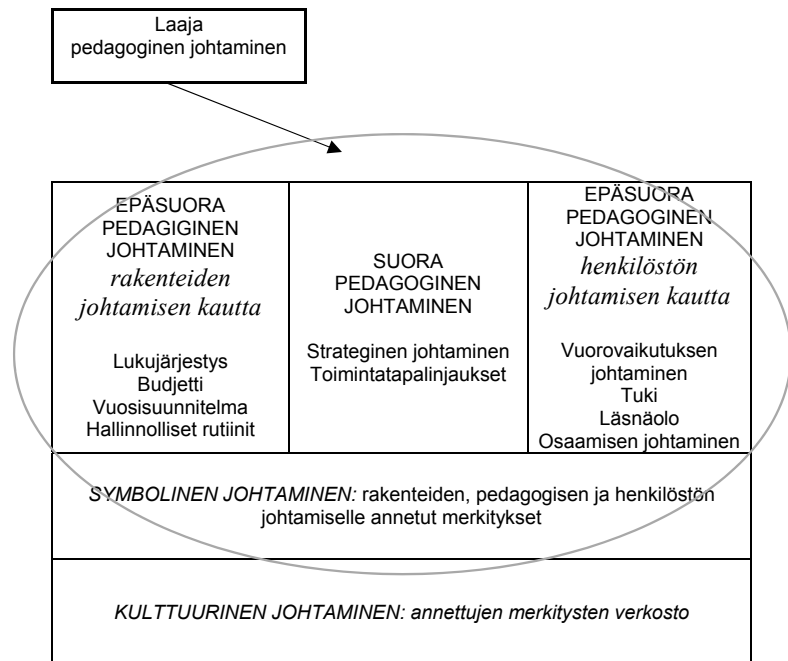 Laaja
pedagoginen johtaminen
EPÄSUORA
PEDAGIGINEN
JOHTAMINEN
rakenteiden
johtamisen kautta
Lukujärjestys
Budjetti
Vuosisuunnitelma
Hallinnolliset rutiinit
SUORA
PEDAGOGINEN
JOHTAMINEN
Strateginen johtaminen
Toimintatapalinjaukset
EPÄSUORA
PEDAGOGINEN
JOHTAMINEN
henkilöstön
johtamisen kautta
Vuorovaikutuksen
johtaminen
Tuki
Läsnäolo
Osaamisen johtaminen
SYMBOLINEN JOHTAMINEN: rakenteiden, pedagogisen ja henkilöstön
johtamiselle annetut merkitykset
KULTTUURINEN JOHTAMINEN: annettujen merkitysten verkosto